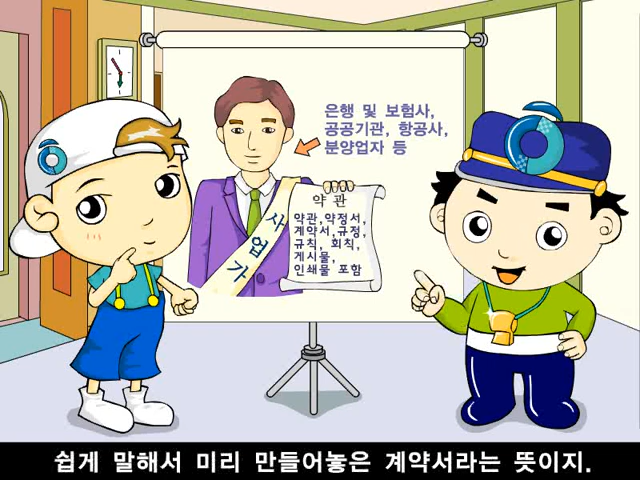 은행 및 보험사,
공공기관, 항공사,
분양업자 등
약 관
약관,약정서,
계약서,규정,
규칙, 회칙,
게시물,
인쇄물 포함
사업가
쉽게 말해서 미리 만들어놓은 계약서라는 뜻이지.